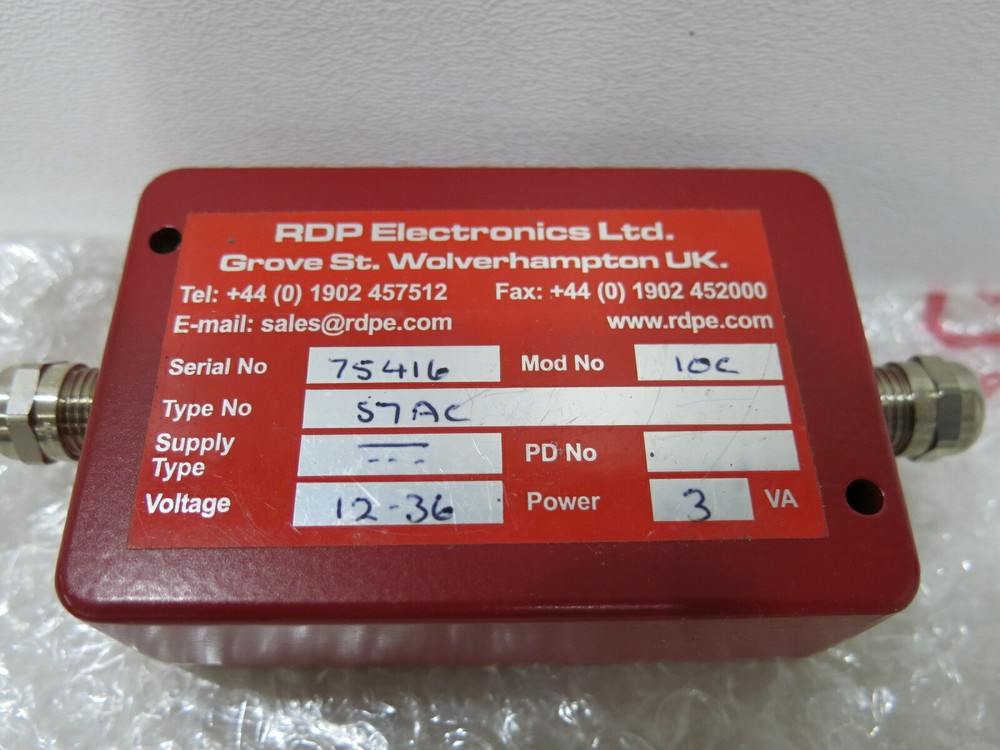 RDP Electronics Ltd.
Grove St. Wolverhampton UK.
Tel: +44 (0) 1902 457512 Fax: +44 (0) 1902 452000
E-mail: sales@rdpe.com www.rdpe.com
Serial No 75416 Mod No 10C
Type No S7AC
Supply Type PD No
Voltage 12-36 Power 3 VA